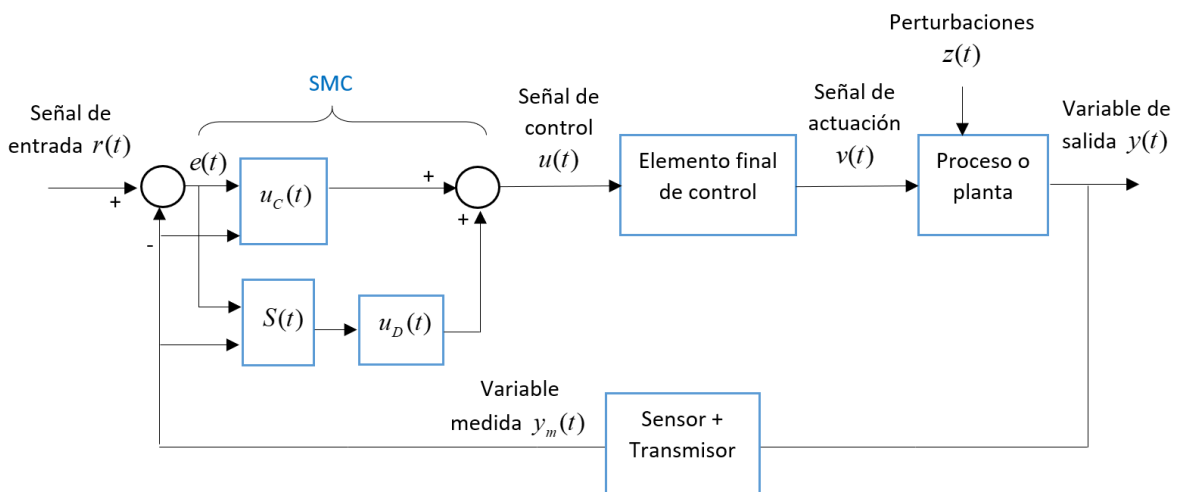 Perturbaciones
z(t)
SMC
Señal de
entrada r(t)
Señal de
control
u(t)
Señal de
actuación
v(t)
Variable de
salida y(t)
e(t)
u_C(t)
+
+
+
-
Elemento final
de control
Proceso o
planta
S(t)
u_D(t)
Variable
medida y_m(t)
Sensor +
Transmisor